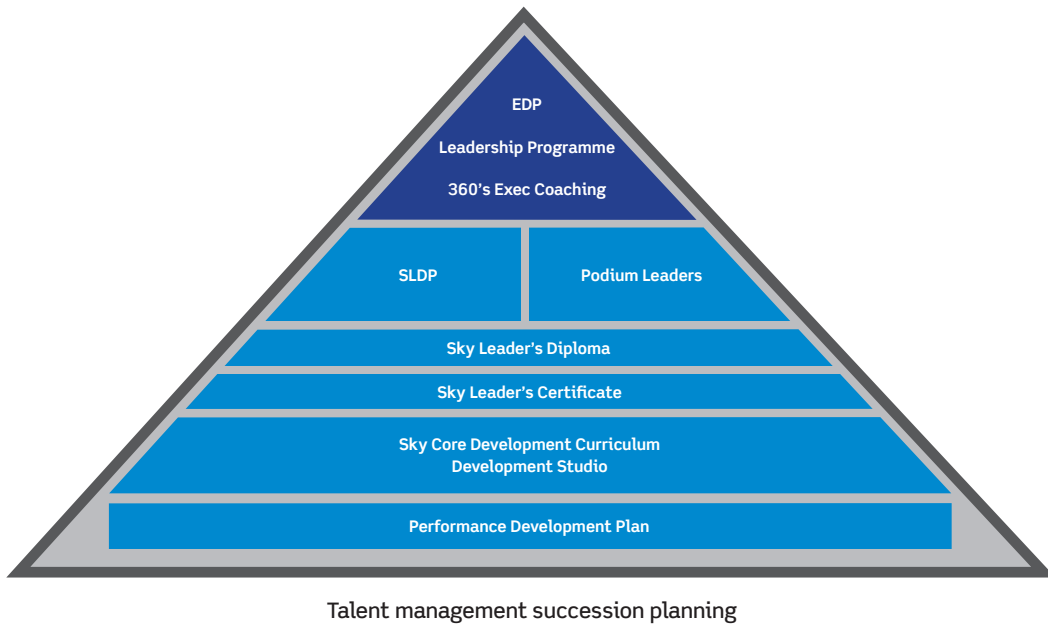 EDP
Leadership Programme
360's Exec Coaching
SLDP
Podium Leaders
Sky Leader's Diploma
Sky Leader's Certificate
Sky Core Development Curriculum
Development Studio
Performance Development Plan
Talent management succession planning